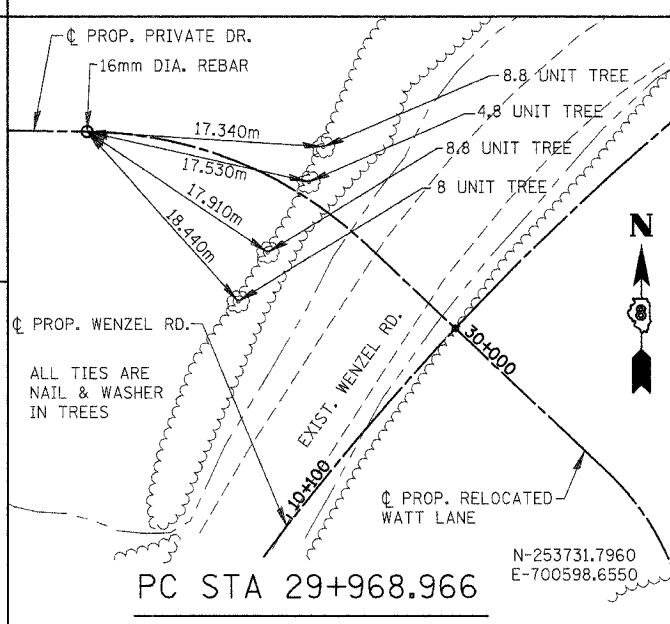 ℄ PROP. PRIVATE DR.
16mm DIA. REBAR
8.8 UNIT TREE
4.8 UNIT TREE
8.8 UNIT TREE
8 UNIT TREE
17.340m
17.530m
17.910m
18.440m
N
8
℄ PROP. WENZEL RD.
ALL TIES ARE
NAIL & WASHER
IN TREES
EXIST. WENZEL RD.
30+000
10+100
℄ PROP. RELOCATED
WATT LANE
N-253731.7960
E-700598.6550
PC STA 29+968.966